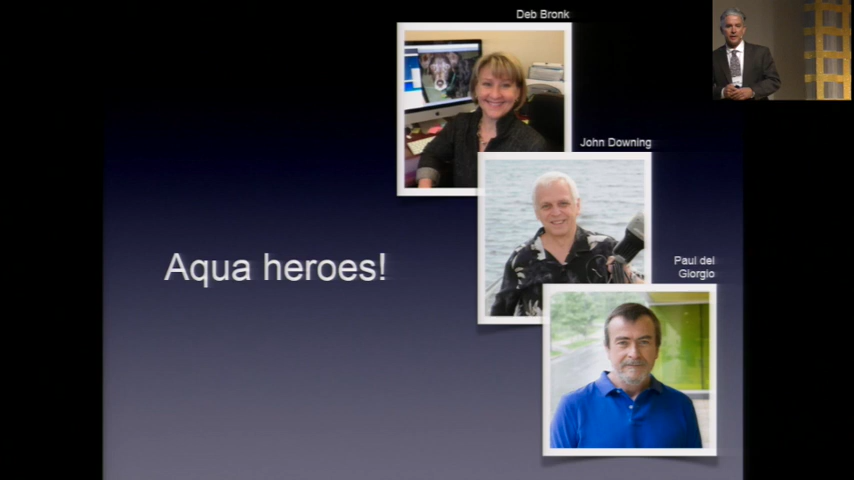 Deb Bronk
John Downing
Aqua heroes!
Paul del
Giorgio